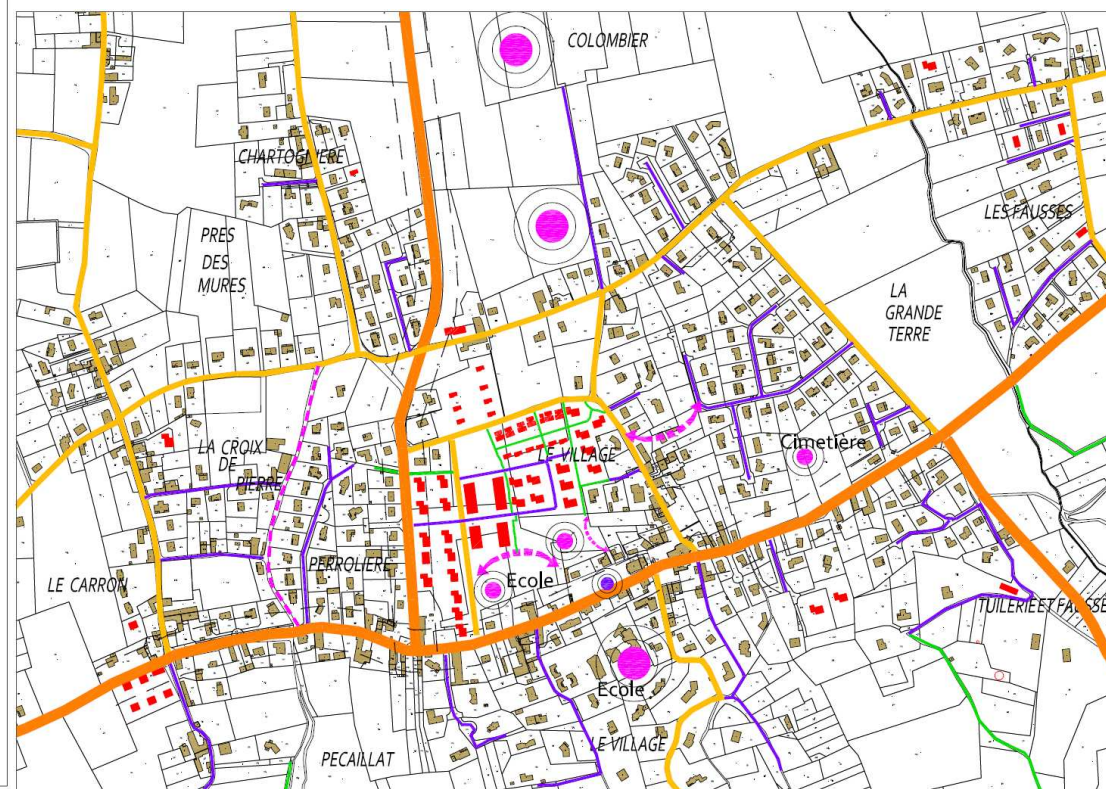 COLOMBIER
CHARTOGNIERE
LES FAUSSES
PRES
DES
MURES
LA
GRANDE
TERRE
LA CROIX
DE
PIERRE
LE VILLAGE
Cimetière
PERROLIERE
LE CARRON
Ecole
TUILERIE ET FAUSSE
Ecole
LE VILLAGE
PECAILLAT